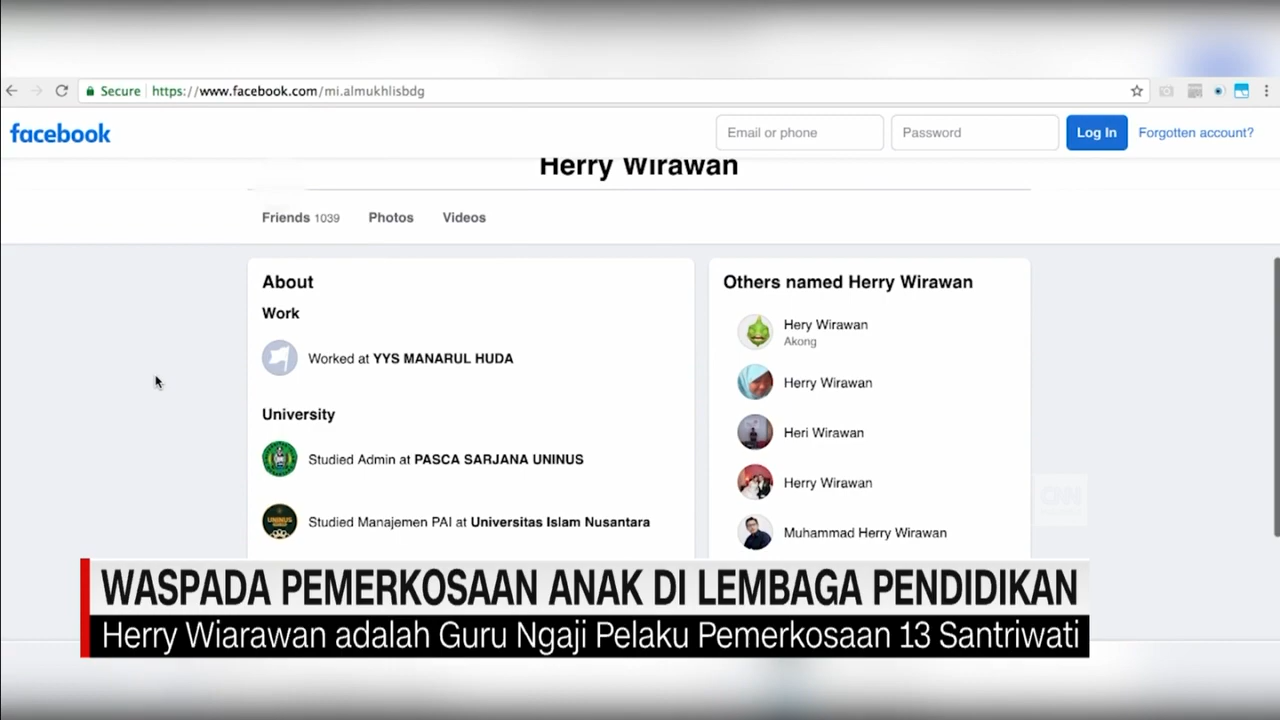 Secure https://www.facebook.com/mi.almukhlisbdg
facebook
Email or phone
Password
Log In
Forgotten account?
Herry Wirawan
Friends 1039
Photos
Videos
About
Work
Worked at YYS MANARUL HUDA
University
Studied Admin at PASCA SARJANA UNINUS
UNINUS
Studied Manajemen PAI at Universitas Islam Nusantara
Others named Herry Wirawan
Hery Wirawan
Akong
Herry Wirawan
Heri Wirawan
Herry Wirawan
Muhammad Herry Wirawan
CNN
WASPADA PEMERKOSAAN ANAK DI LEMBAGA PENDIDIKAN
Herry Wiarawan adalah Guru Ngaji Pelaku Pemerkosaan 13 Santriwati